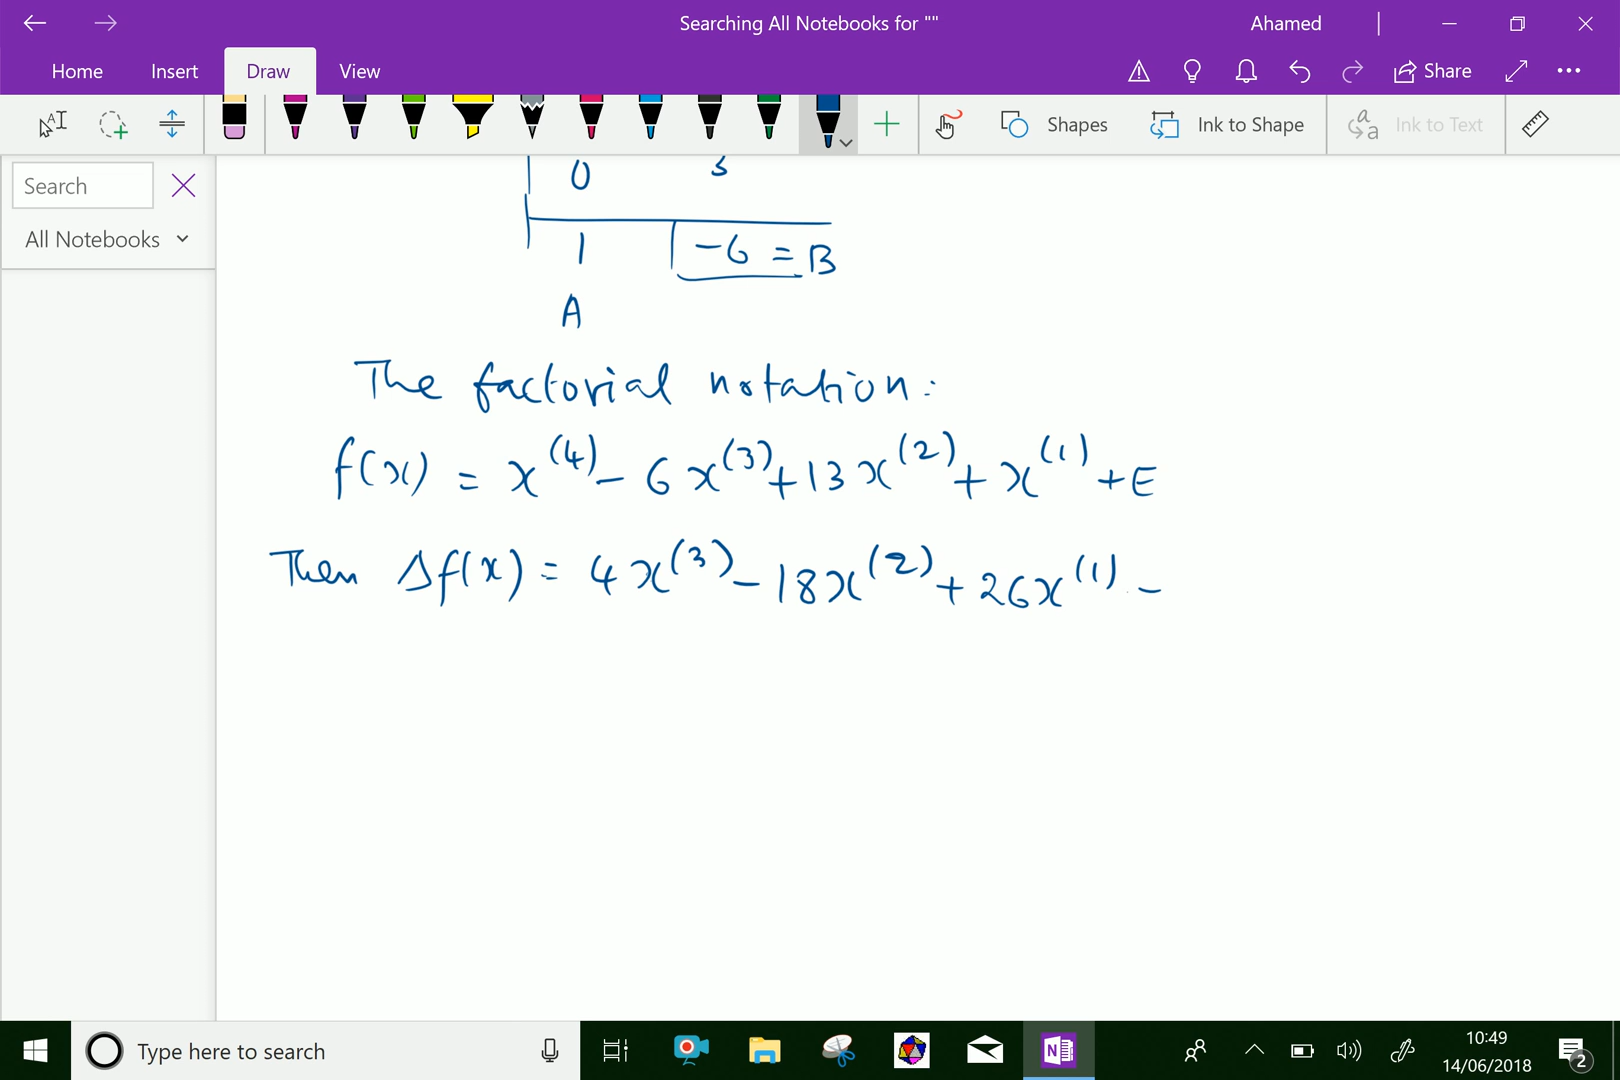 Searching All Notebooks for ""
Ahamed
Home Insert Draw View
Share
Shapes
Ink to Shape
Ink to Text
Search
All Notebooks
0 3
1 -6 = B
A
The factorial notation:
f(x) = x^(4) - 6x^(3) + 13x^(2) + x^(1) + E
Then Δf(x) = 4x^(3) - 18x^(2) + 26x^(1) -
Type here to search
10:49
14/06/2018
2